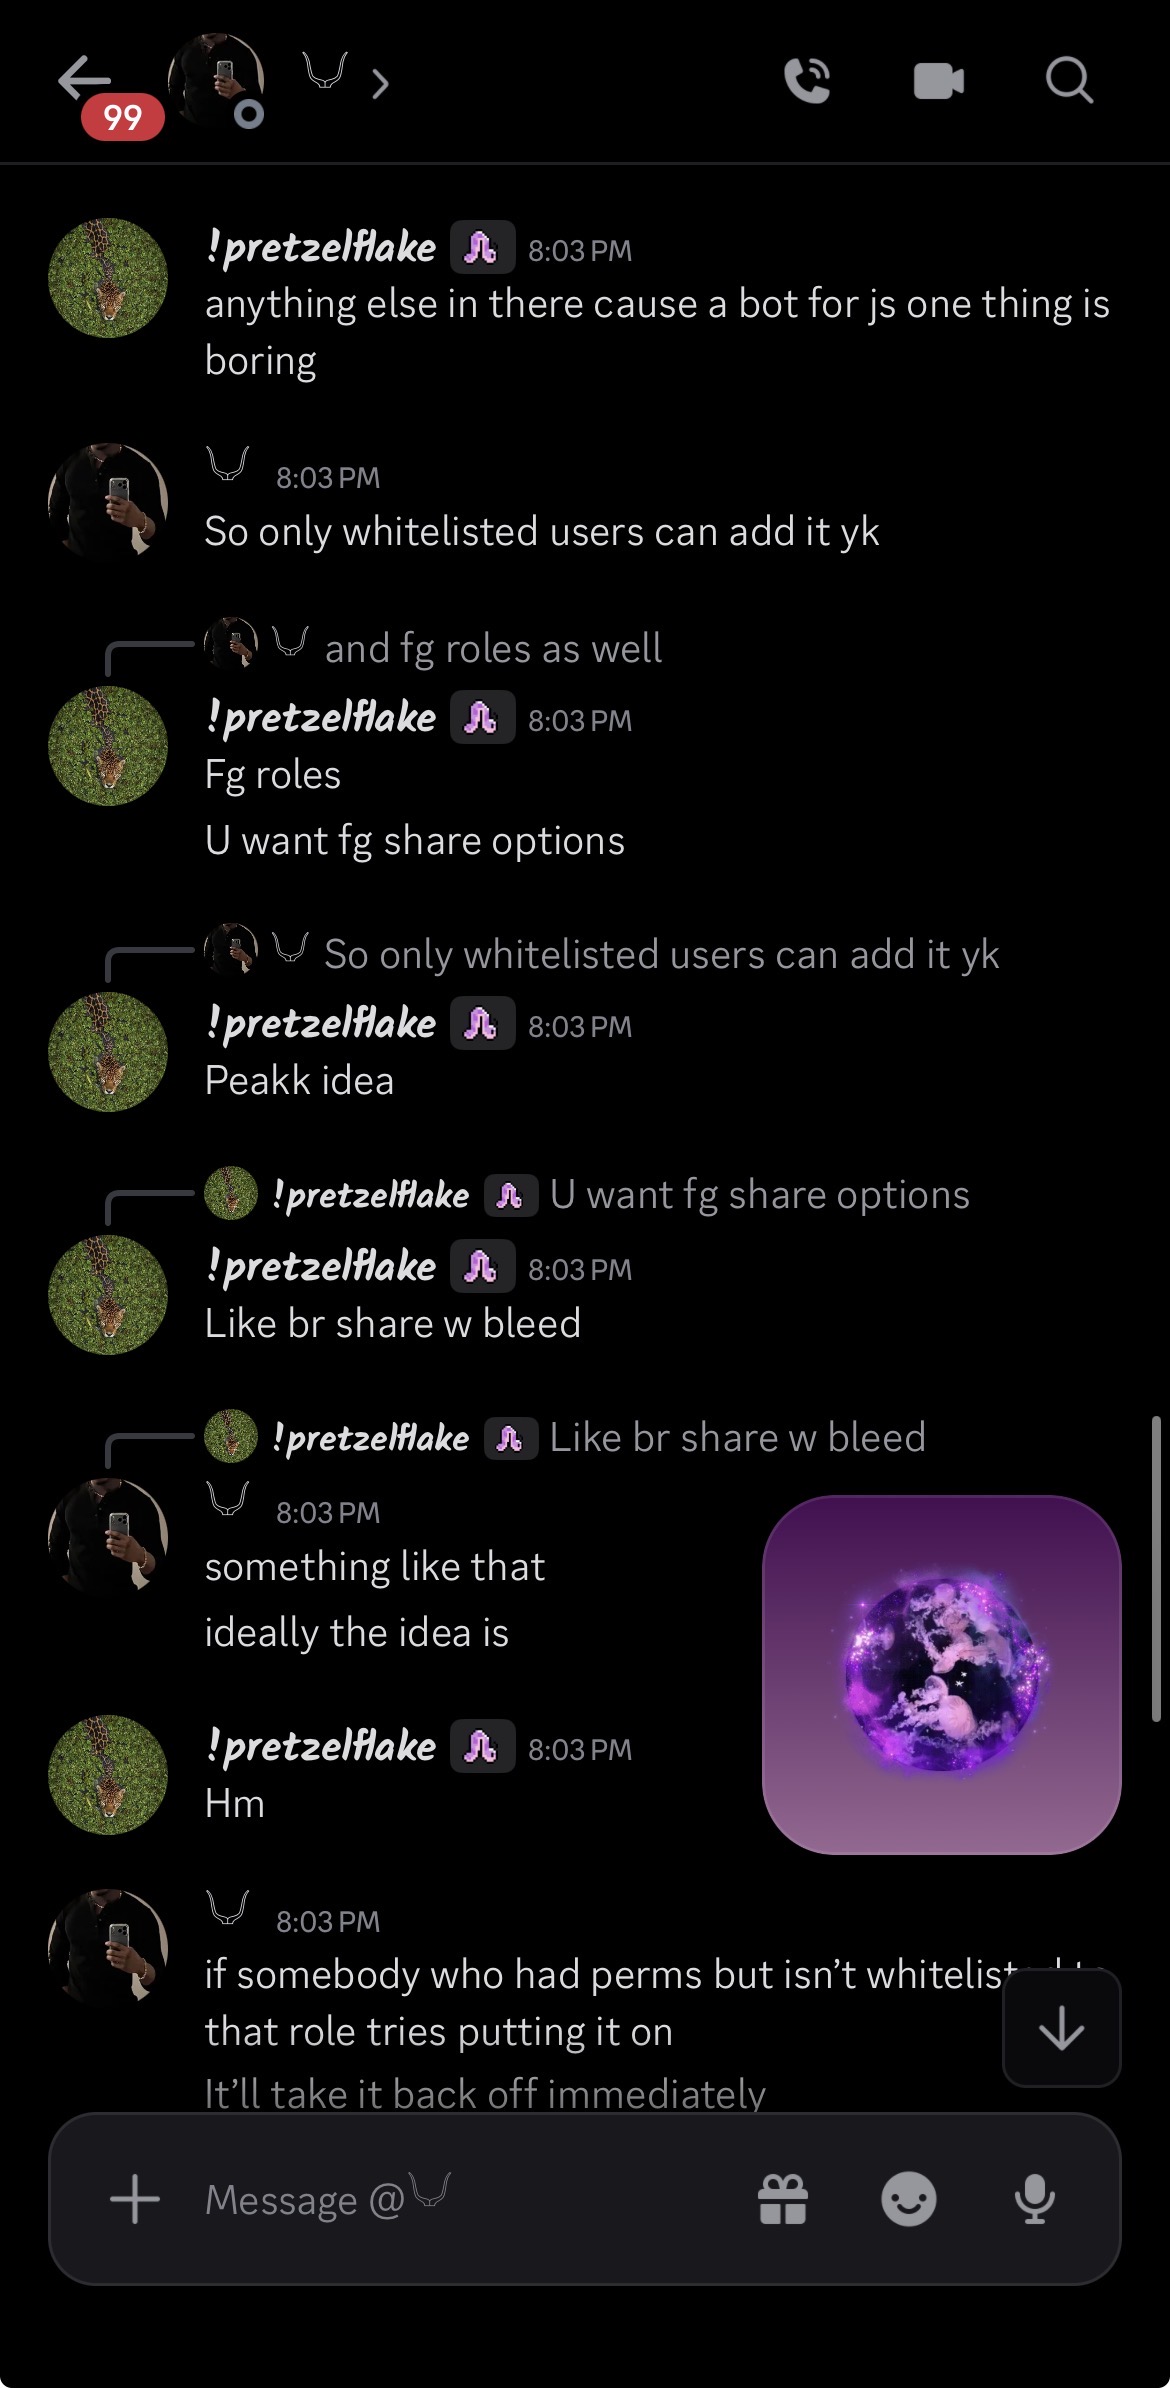 99
!pretzelflake 8:03 PM
anything else in there cause a bot for js one thing is
boring
8:03 PM
So only whitelisted users can add it yk
and fg roles as well
!pretzelflake 8:03 PM
Fg roles
U want fg share options
So only whitelisted users can add it yk
!pretzelflake 8:03 PM
Peakk idea
!pretzelflake U want fg share options
!pretzelflake 8:03 PM
Like br share w bleed
!pretzelflake Like br share w bleed
8:03 PM
something like that
ideally the idea is
!pretzelflake 8:03 PM
Hm
8:03 PM
if somebody who had perms but isn’t whitelisted to
that role tries putting it on
It’ll take it back off immediately
Message @